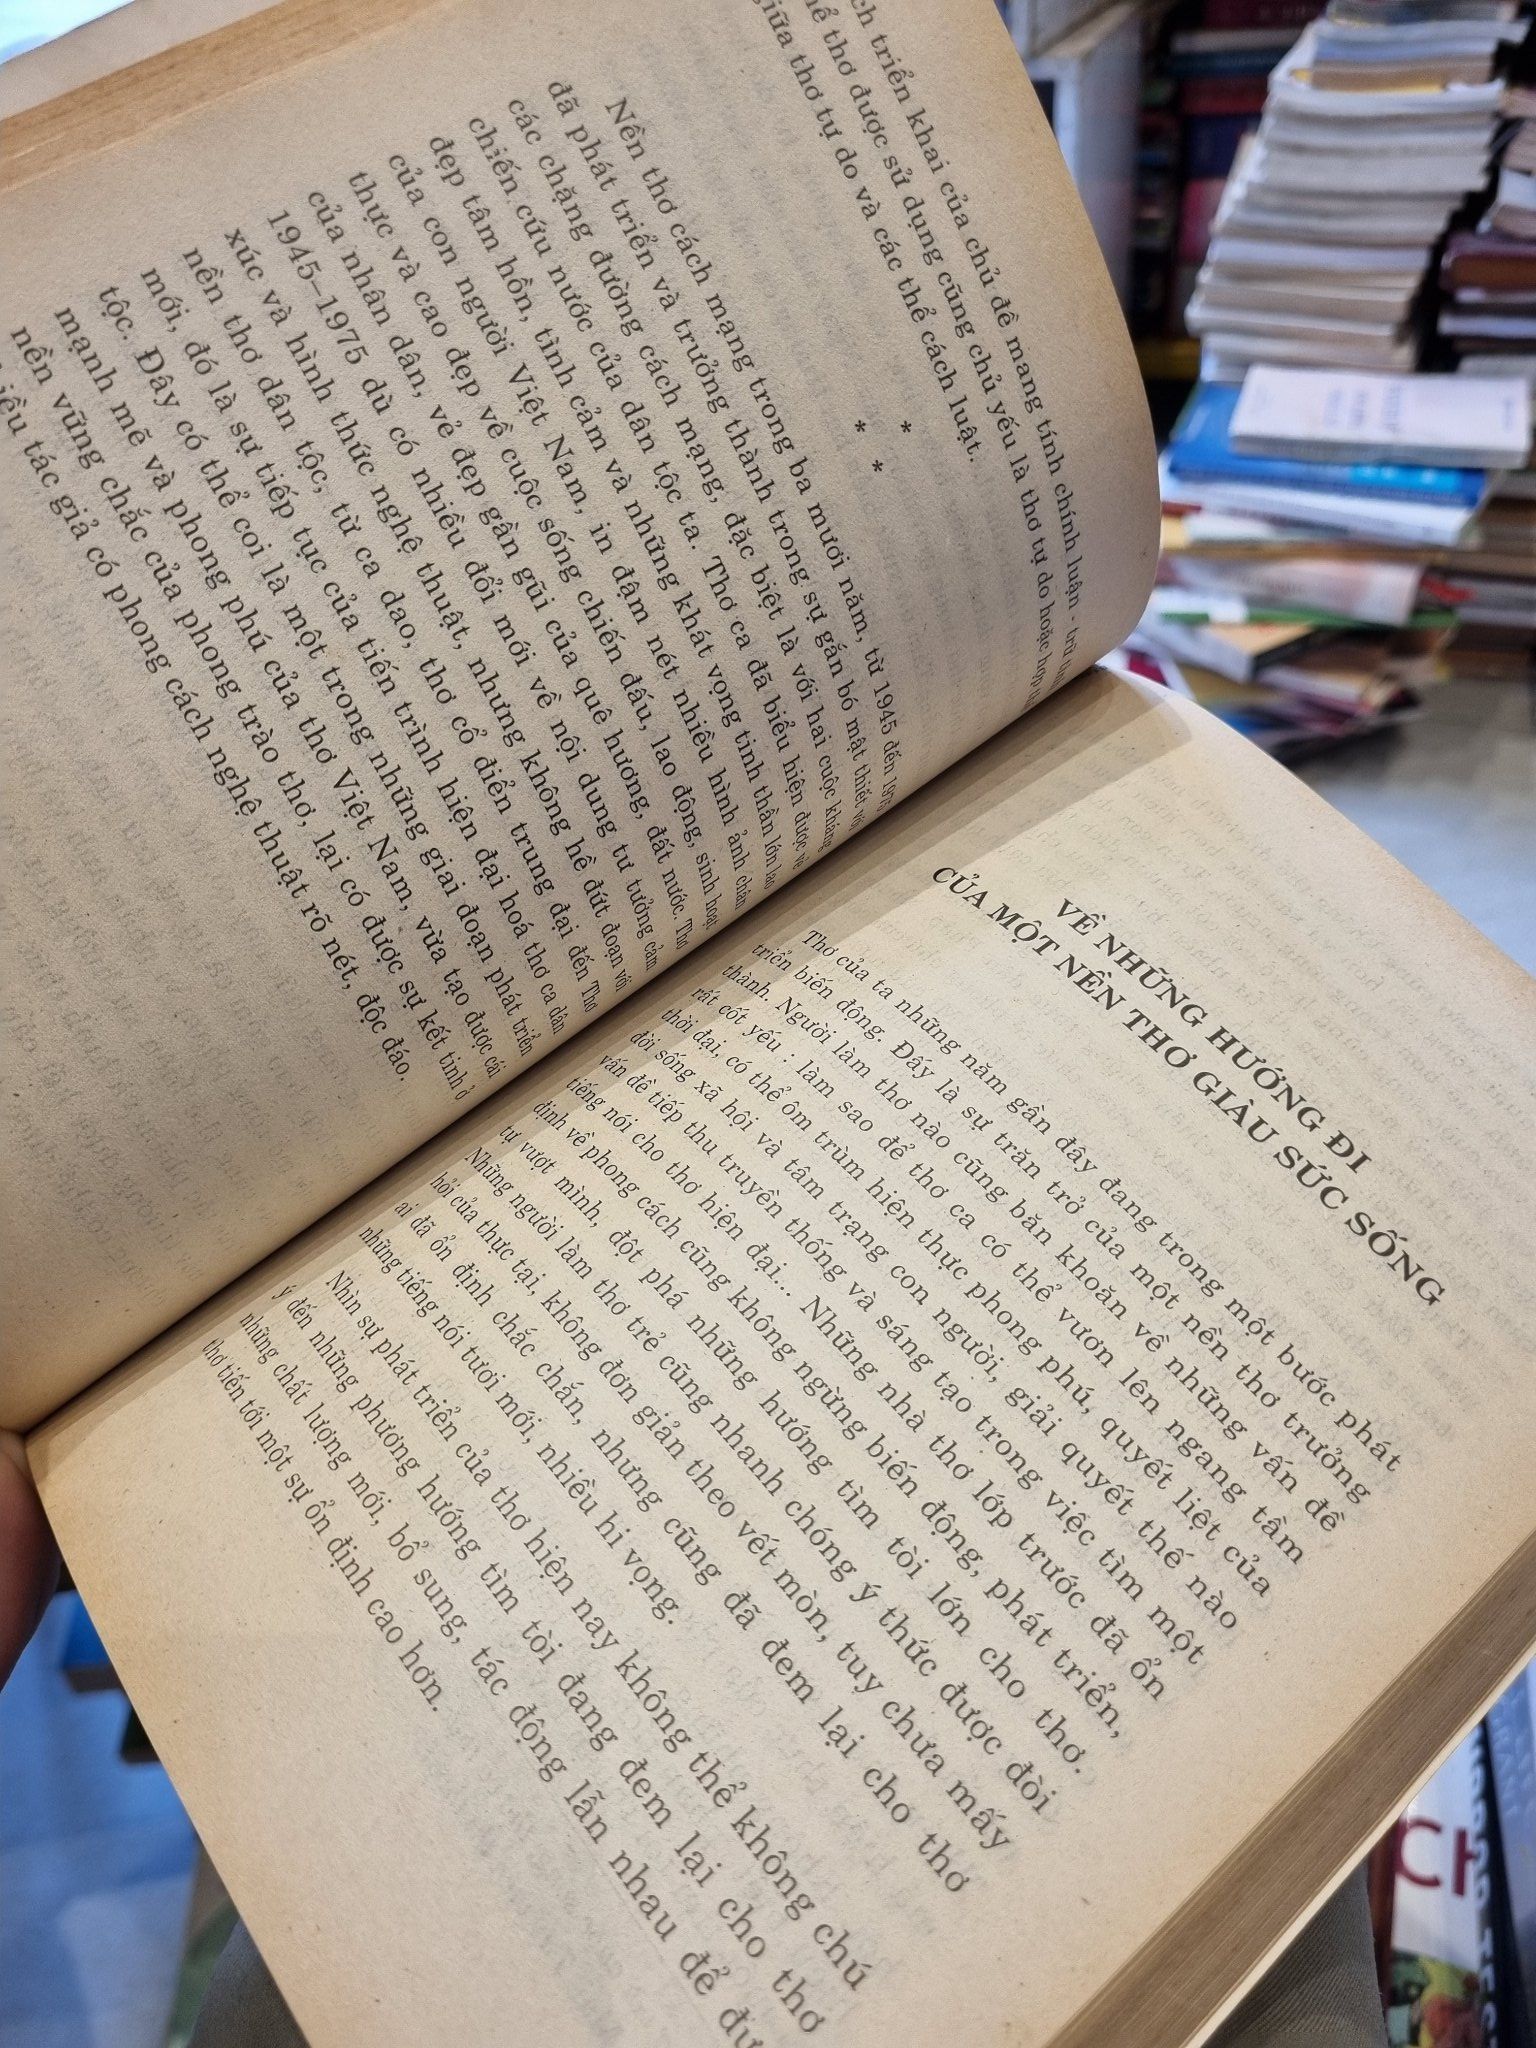 ch triển khai của chủ đề mang tính chính luận - trữ
thể thơ được sử dụng cũng chủ yếu là thơ tự do hoặc hợp
giữa thơ tự do và các thể cách luật.
* *
*
Nền thơ cách mạng trong ba mươi năm, từ 1945 đến 1975
đã phát triển và trưởng thành trong sự gắn bó mật thiết với
các chặng đường cách mạng, đặc biệt là với hai cuộc kháng
chiến cứu nước của dân tộc ta. Thơ ca đã biểu hiện được vẻ
đẹp tâm hồn, tình cảm và những khát vọng tinh thần lớn lao
của con người Việt Nam, in đậm nét nhiều hình ảnh chân
thực và cao đẹp về cuộc sống chiến đấu, lao động, sinh hoạt
của nhân dân, vẻ đẹp gần gũi của quê hương, đất nước. Thơ
1945–1975 dù có nhiều đổi mới về nội dung tư tưởng cảm
xúc và hình thức nghệ thuật, nhưng không hề đứt đoạn với
nền thơ dân tộc, từ ca dao, thơ cổ điển trung đại đến Thơ
mới, đó là sự tiếp tục của tiến trình hiện đại hoá thơ ca dân
tộc. Đây có thể coi là một trong những giai đoạn phát triển
mạnh mẽ và phong phú của thơ Việt Nam, vừa tạo được cái
nền vững chắc của phong trào thơ, lại có được sự kết tinh ở
nhiều tác giả có phong cách nghệ thuật rõ nét, độc đáo.
VỀ NHỮNG HƯỚNG ĐI
CỦA MỘT NỀN THƠ GIÀU SỨC SỐNG
Thơ của ta những năm gần đây đang trong một bước phát
triển biến động. Đấy là sự trăn trở của một nền thơ trưởng
thành. Người làm thơ nào cũng băn khoăn về những vấn đề
rất cốt yếu : làm sao để thơ ca có thể vươn lên ngang tầm
thời đại, có thể ôm trùm hiện thực phong phú, quyết liệt của
đời sống xã hội và tâm trạng con người, giải quyết thế nào
vấn đề tiếp thu truyền thống và sáng tạo trong việc tìm một
tiếng nói cho thơ hiện đại... Những nhà thơ lớp trước đã ổn
định về phong cách cũng không ngừng biến động, phát triển,
tự vượt mình, đột phá những hướng tìm tòi lớn cho thơ.
Những người làm thơ trẻ cũng nhanh chóng ý thức được đòi
hỏi của thực tại, không đơn giản theo vết mòn, tuy chưa mấy
ai đã ổn định chắc chắn, nhưng cũng đã đem lại cho thơ
những tiếng nói tươi mới, nhiều hi vọng.
Nhìn sự phát triển của thơ hiện nay không thể không chú
ý đến những phương hướng tìm tòi đang đem lại cho thơ
những chất lượng mới, bổ sung, tác động lẫn nhau để
thơ tiến tới một sự ổn định cao hơn.